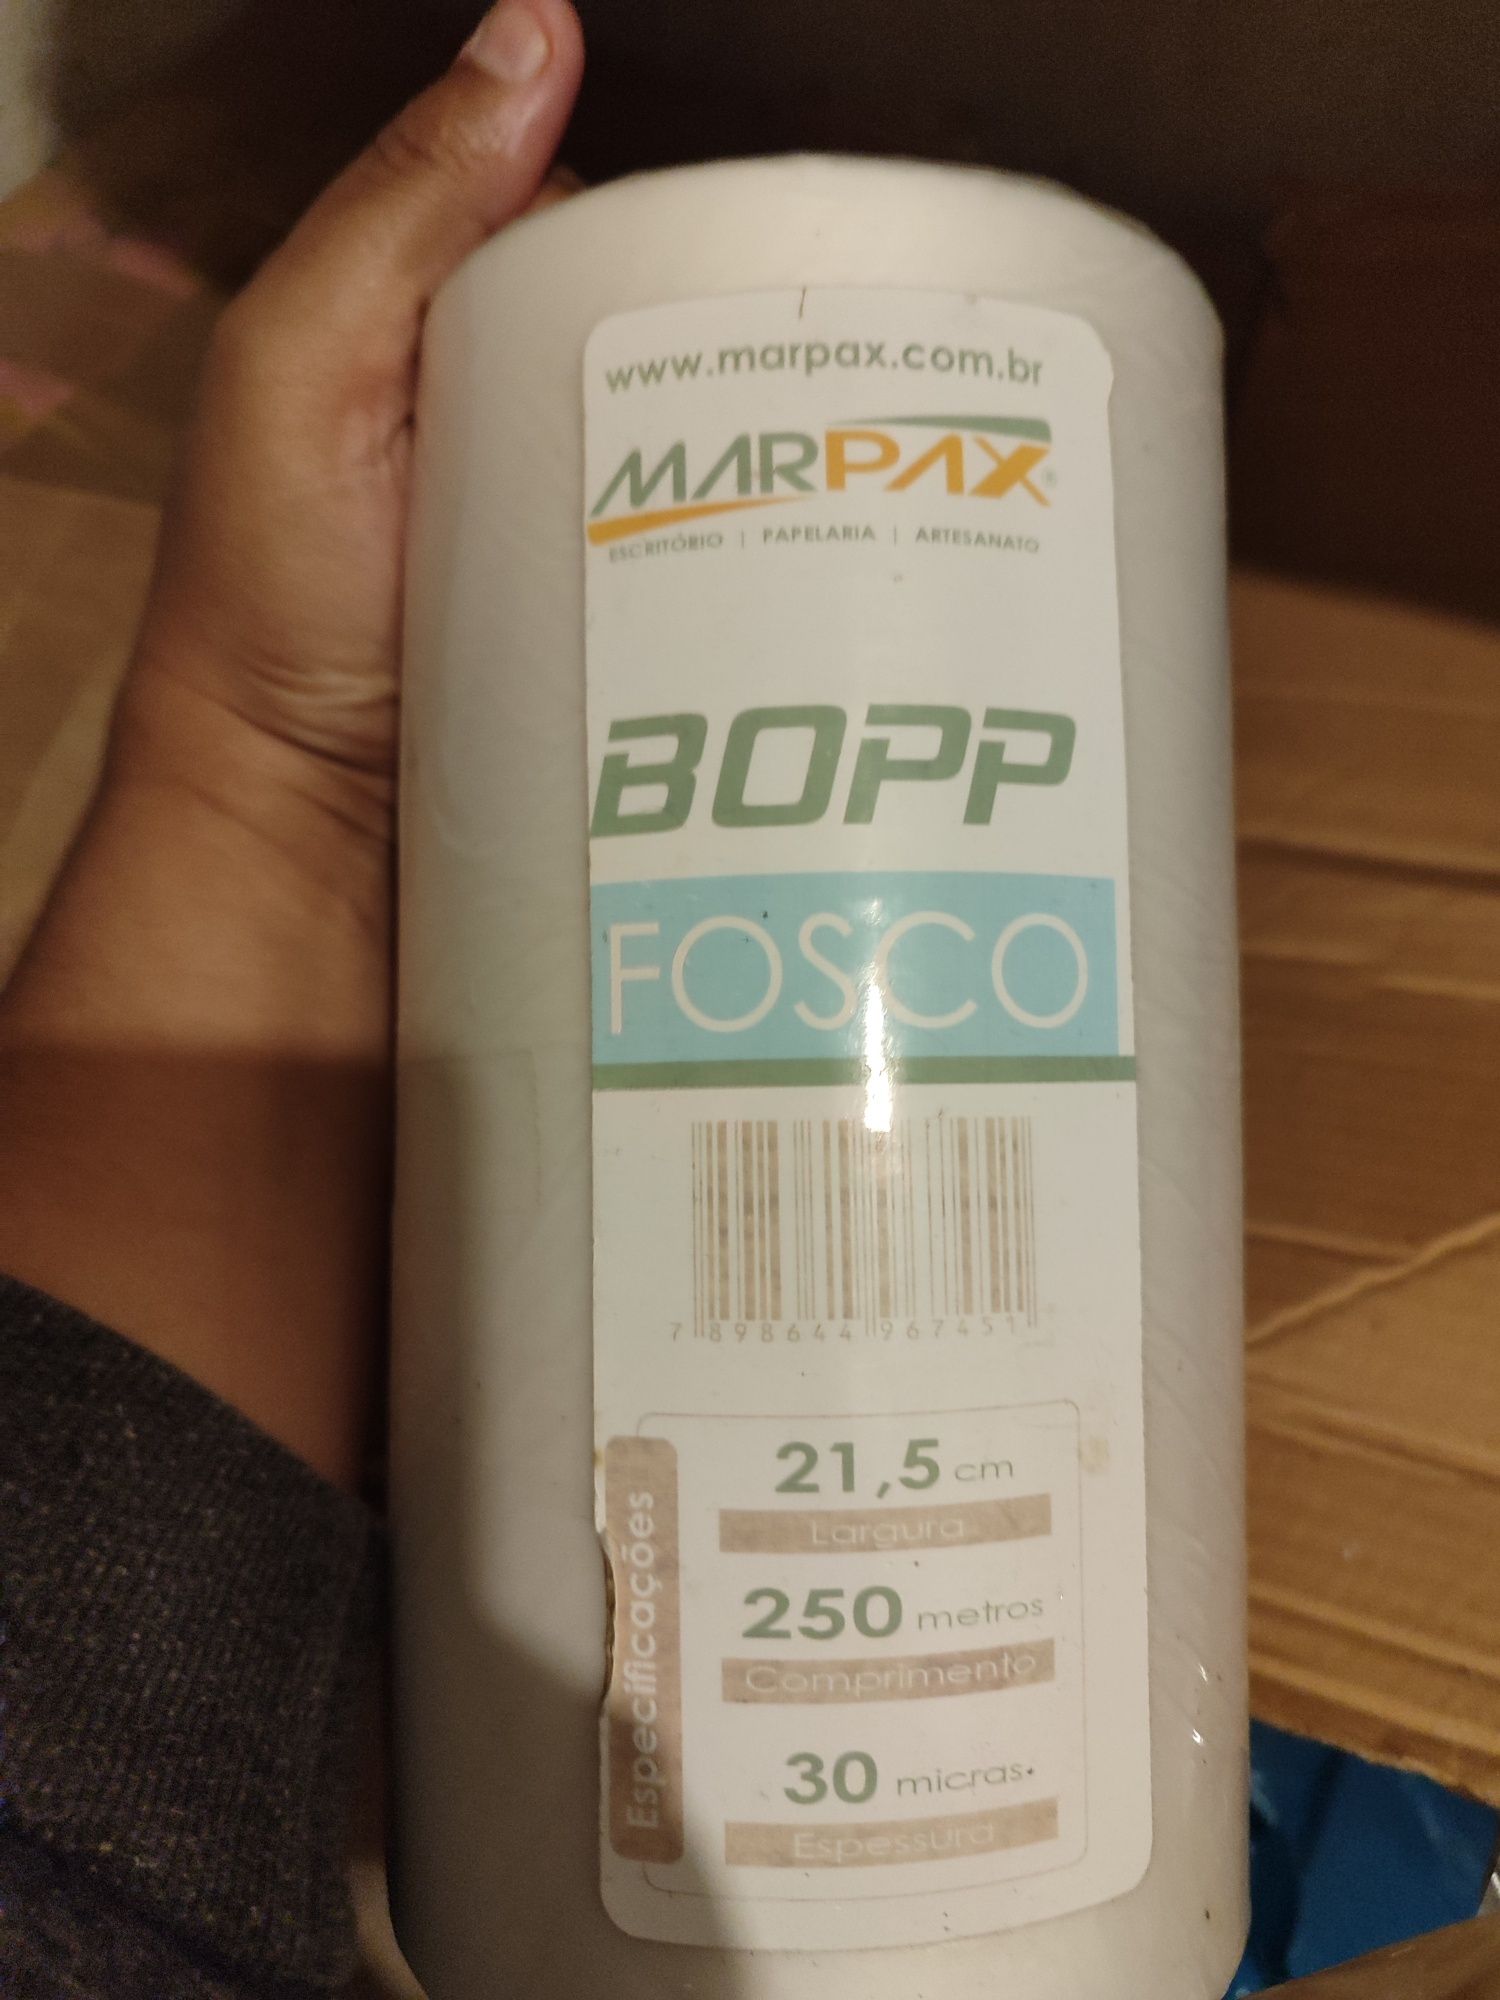 www.marpax.com.br
MARPAX®
ESCRITÓRIO | PAPELARIA | ARTESANATO
BOPP
FOSCO
7 898644 967451
Especificações
21,5 cm
Largura
250 metros
Comprimento
30 micras.
Espessura